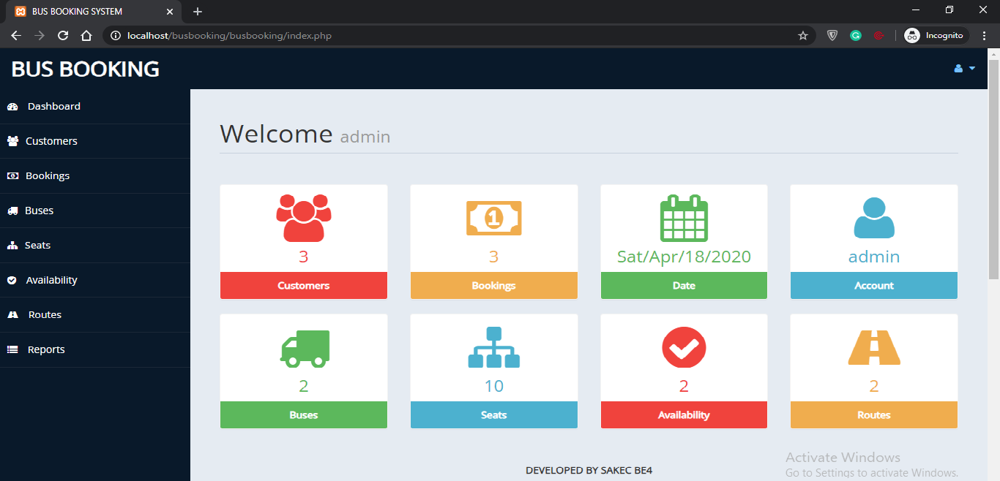 BUS BOOKING SYSTEM
localhost/busbooking/busbooking/index.php
Incognito
BUS BOOKING
Dashboard
Customers
Bookings
Buses
Seats
Availability
Routes
Reports
Welcome admin
3
Customers
1
3
Bookings
Sat/Apr/18/2020
Date
admin
Account
2
Buses
10
Seats
2
Availability
2
Routes
DEVELOPED BY SAKEC BE4
Activate Windows
Go to Settings to activate Windows.